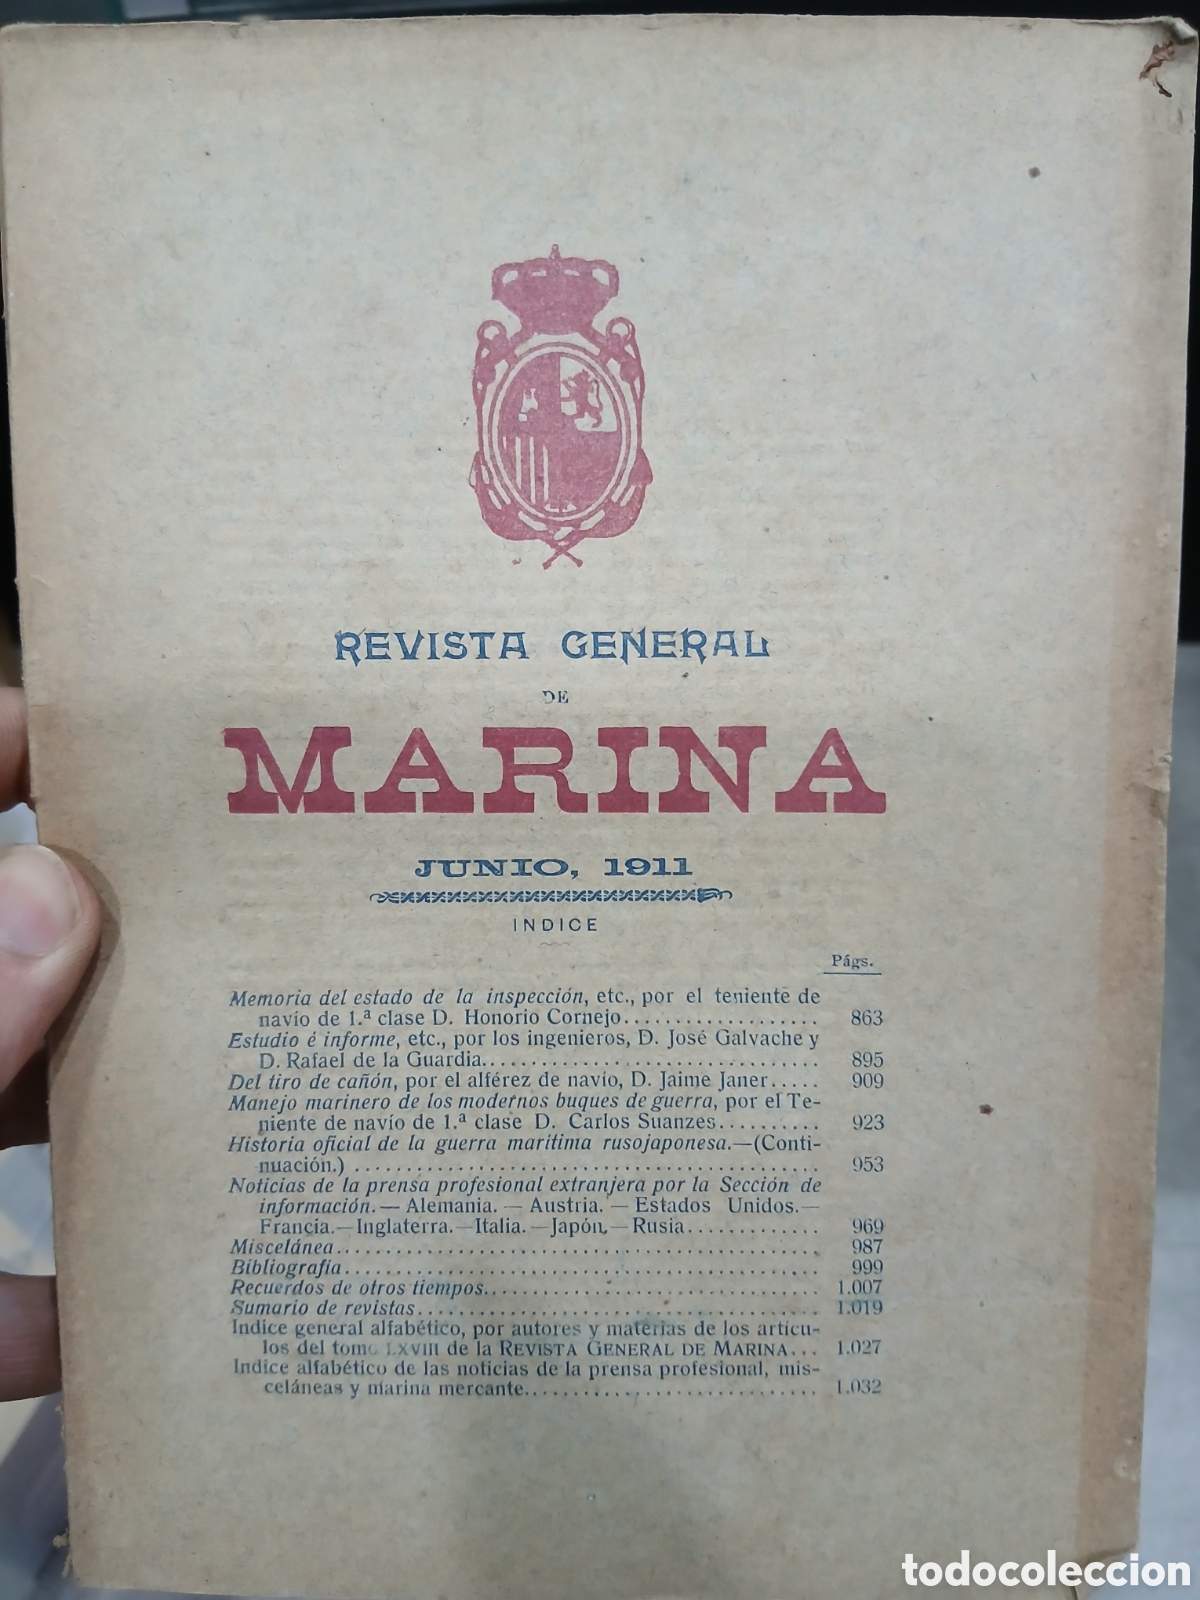 REVISTA GENERAL
DE
MARINA
JUNIO, 1911
INDICE
Págs.
Memoria del estado de la inspección, etc., por el teniente de
navío de 1.ª clase D. Honorio Cornejo................... 863
Estudio é informe, etc., por los ingenieros, D. José Galvache y
D. Rafael de la Guardia................................ 895
Del tiro de cañón, por el alférez de navío, D. Jaime Janer..... 909
Manejo marinero de los modernos buques de guerra, por el Te-
niente de navío de 1.ª clase D. Carlos Suanzes.......... 923
Historia oficial de la guerra marítima rusojaponesa.—(Conti-
nuación.) ............................................. 953
Noticias de la prensa profesional extranjera por la Sección de
información.— Alemania. — Austria. — Estados Unidos.—
Francia.—Inglaterra.—Italia.—Japón.—Rusia............. 969
Miscelánea............................................... 987
Bibliografía.............................................. 999
Recuerdos de otros tiempos................................ 1.007
Sumario de revistas....................................... 1.019
Indice general alfabético, por autores y materias de los artícu-
los del tomo LXVIII de la REVISTA GENERAL DE MARINA... 1.027
Indice alfabético de las noticias de la prensa profesional, mis-
celáneas y marina mercante............................. 1.032
todocoleccion